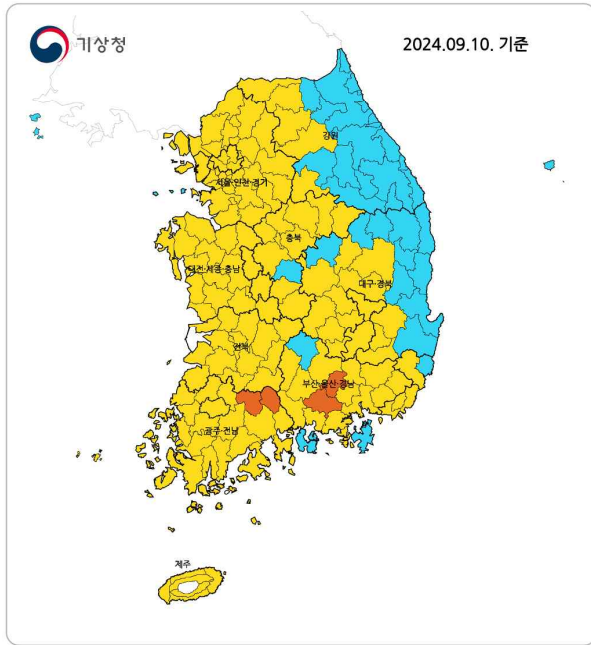 기상청
2024.09.10. 기준
강원
서울·인천·경기
충북
대전·세종·충남
대구·경북
전북
부산·울산·경남
광주·전남
제주